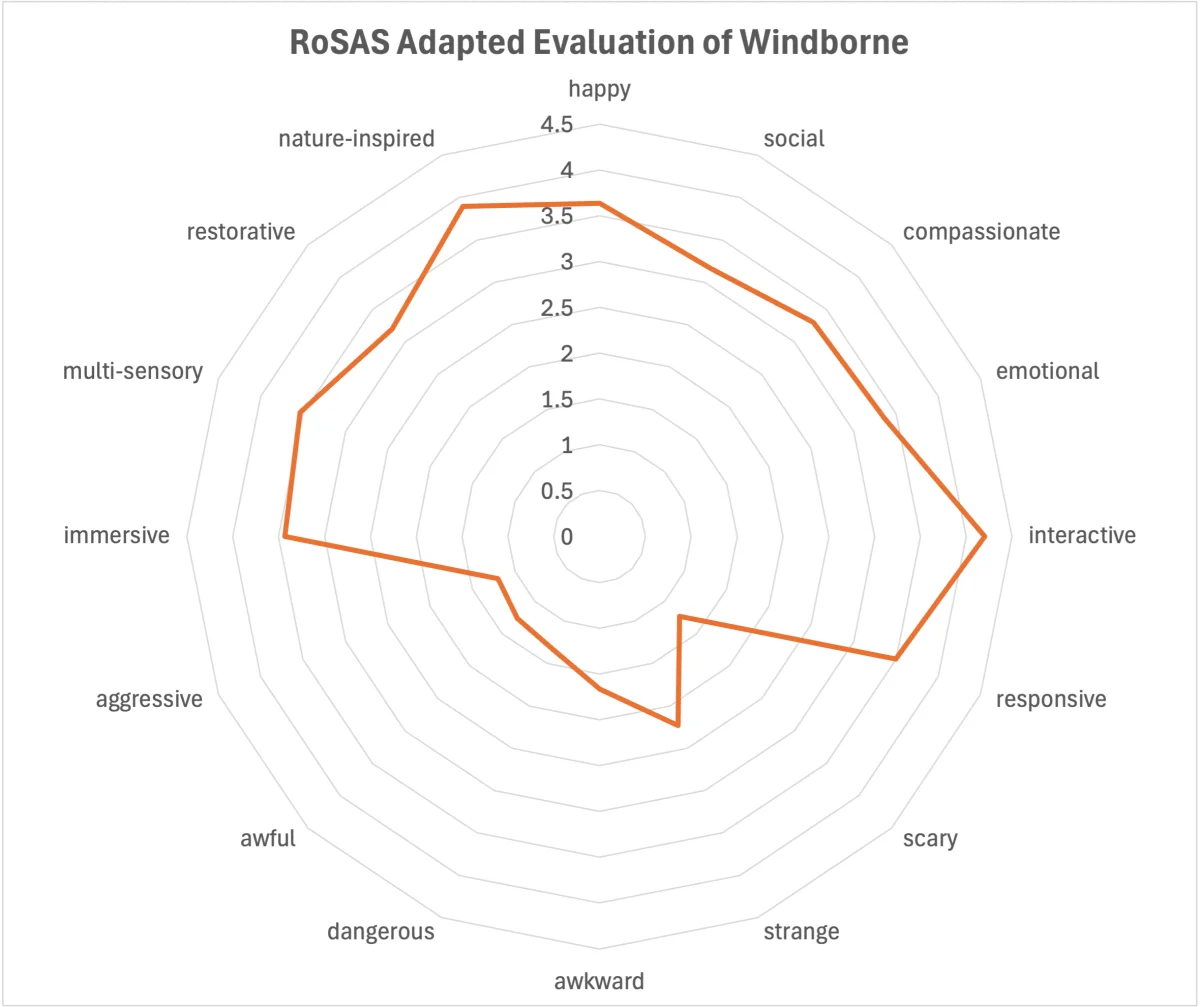 RoSAS Adapted Evaluation of Windborne
happy
nature-inspired
4.5
social
4
restorative
3.5
compassionate
3
2.5
multi-sensory
2
emotional
1.5
1
0.5
immersive
0
interactive
aggressive
responsive
awful
scary
dangerous
strange
awkward